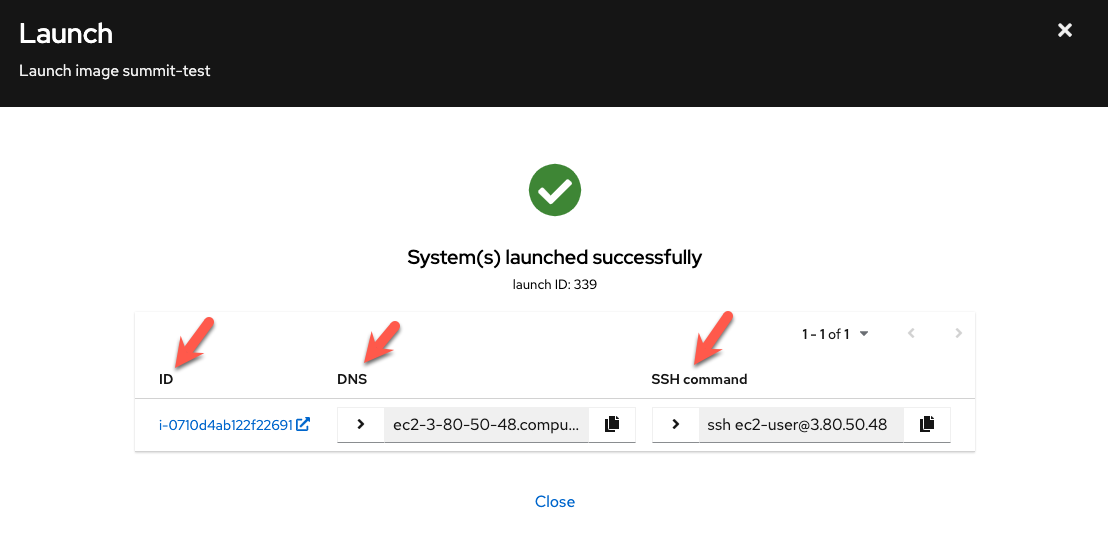 Launch
Launch image summit-test
System(s) launched successfully
launch ID: 339
1 - 1 of 1
ID DNS SSH command
i-0710d4ab122f22691 ec2-3-80-50-48.compu... ssh ec2-user@3.80.50.48
Close